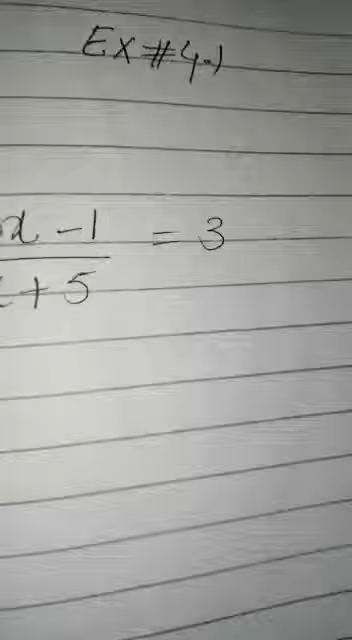 Ex#4.1
x-1 = 3
+5